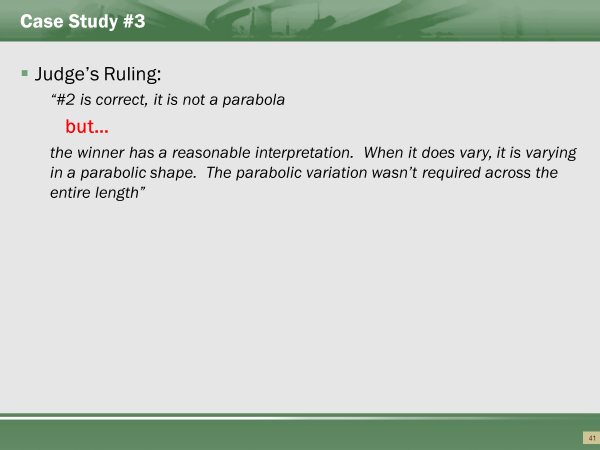 Case Study #3
Judge’s Ruling:
“#2 is correct, it is not a parabola
but…
the winner has a reasonable interpretation.  When it does vary, it is varying
in a parabolic shape.  The parabolic variation wasn’t required across the
entire length”
41